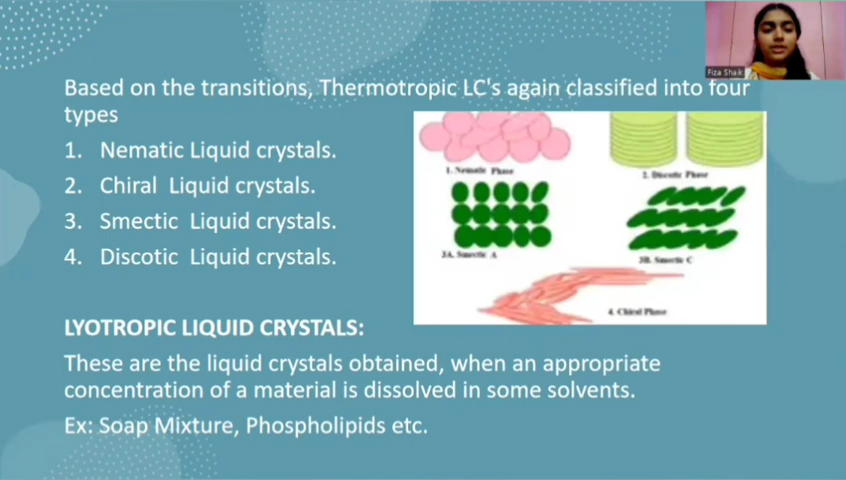 Fiza Shaik
Based on the transitions, Thermotropic LC's again classified into four
types
1. Nematic Liquid crystals.
2. Chiral Liquid crystals.
3. Smectic Liquid crystals.
4. Discotic Liquid crystals.
1. Nematic Phase
2. Discotic Phase
3A. Smectic A
3B. Smectic C
4. Chiral Phase
LYOTROPIC LIQUID CRYSTALS:
These are the liquid crystals obtained, when an appropriate
concentration of a material is dissolved in some solvents.
Ex: Soap Mixture, Phospholipids etc.